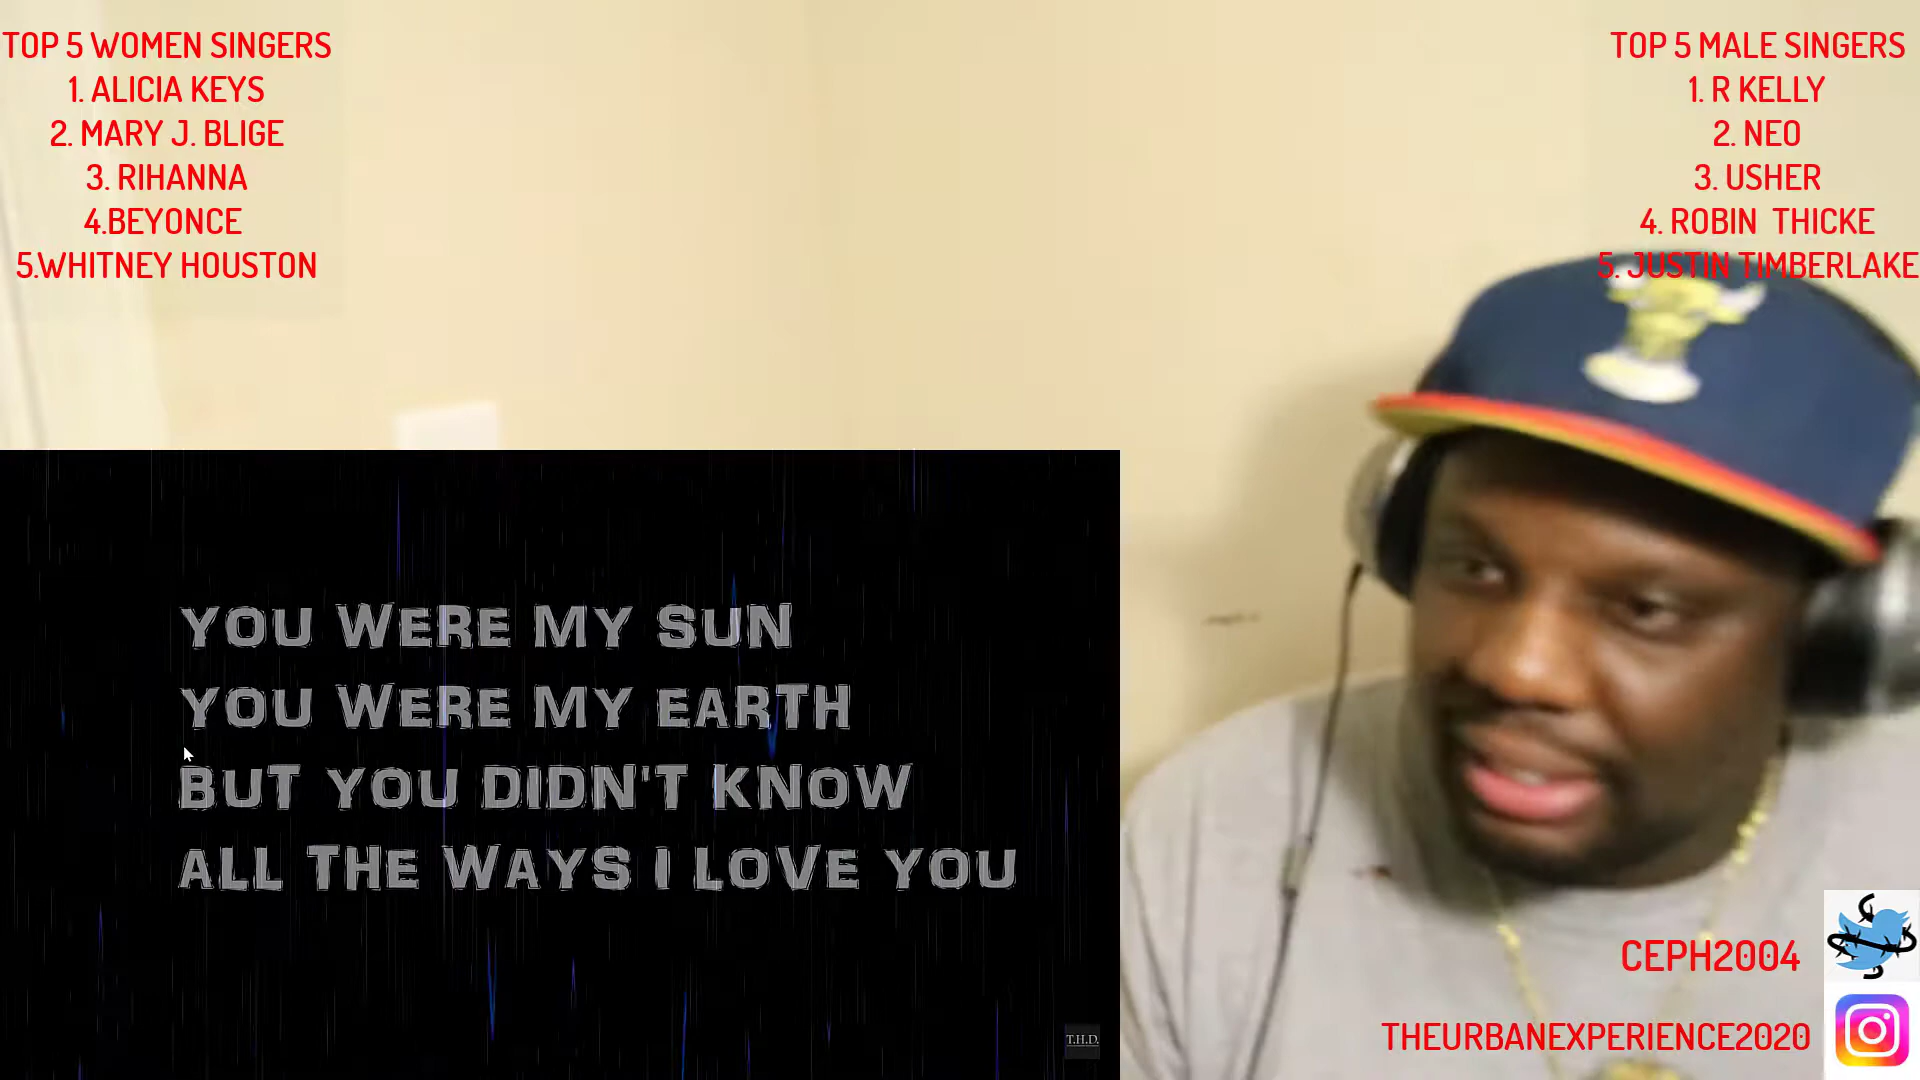 TOP 5 WOMEN SINGERS
1. ALICIA KEYS
2. MARY J. BLIGE
3. RIHANNA
4.BEYONCE
5.WHITNEY HOUSTON
TOP 5 MALE SINGERS
1. R KELLY
2. NEO
3. USHER
4. ROBIN THICKE
5. JUSTIN TIMBERLAKE
YOU WERE MY SUN
YOU WERE MY EARTH
BUT YOU DIDN'T KNOW
ALL THE WAYS I LOVE YOU
T.H.D.
CEPH2004
THEURBANEXPERIENCE2020